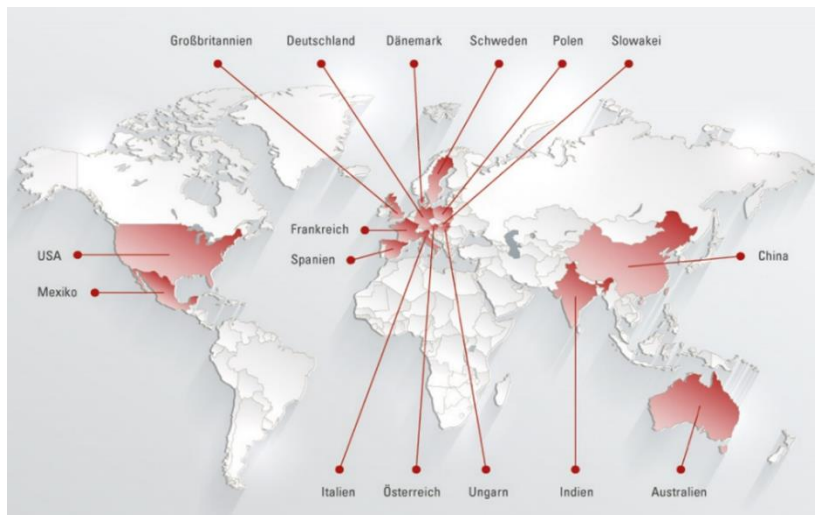 Großbritannien
Deutschland
Dänemark
Schweden
Polen
Slowakei
Frankreich
USA
Spanien
China
Mexiko
Italien
Österreich
Ungarn
Indien
Australien